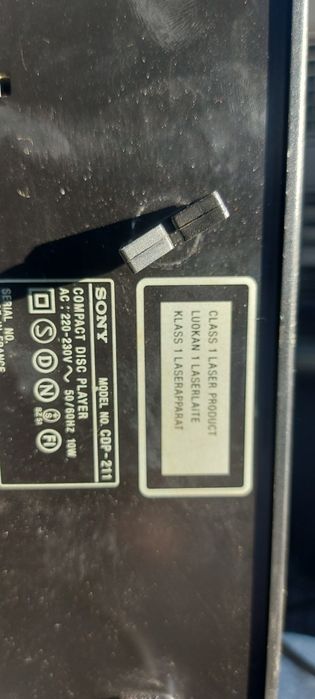 CLASS 1 LASER PRODUCT
LUOKAN 1 LASERLAITE
KLASS 1 LASERAPPARAT
SONY MODEL NO. CDP-211
COMPACT DISC PLAYER
AC : 220-230V ~ 50/60HZ 10W
S D N S FI
SERIAL NO.